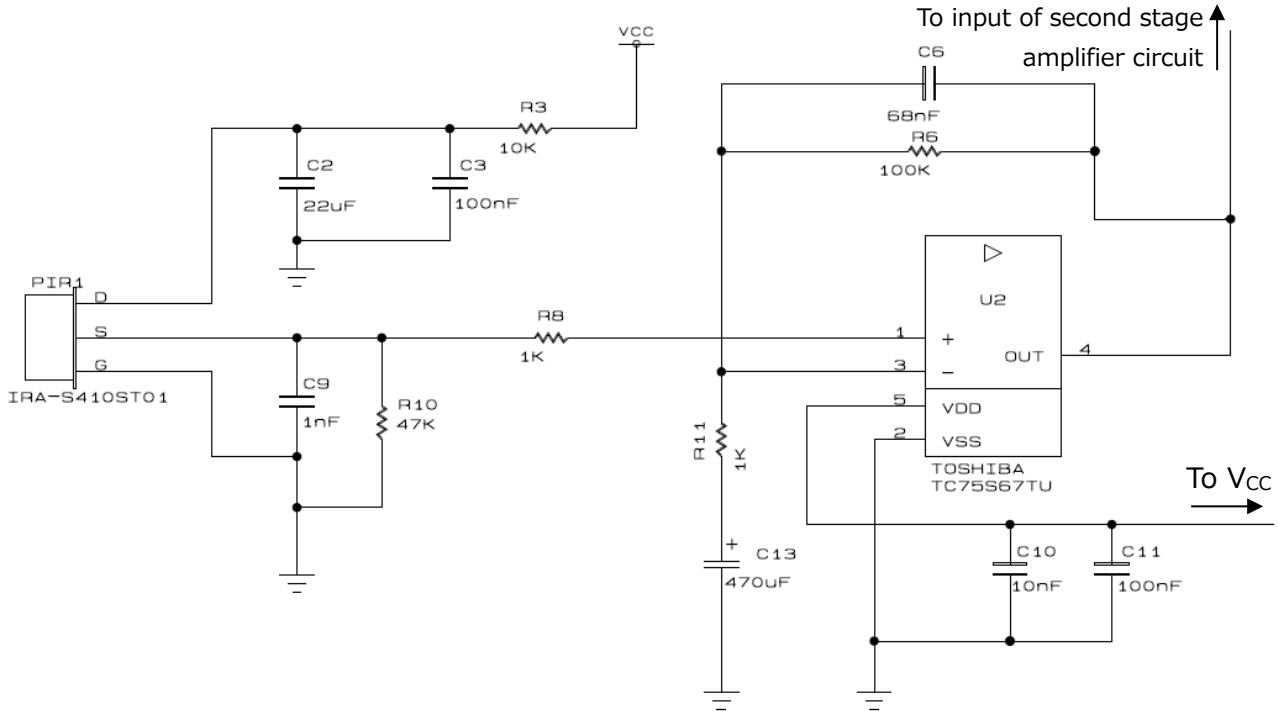 To input of second stage
amplifier circuit
VCC
C6
68nF
R3
10K
R6
100K
C2
22uF
C3
100nF
PIR1
D
S
G
IRA-S410ST01
U2
R8
1K
1
+
OUT
4
3
−
C9
1nF
R10
47K
5
VDD
2
VSS
R11
1K
TOSHIBA
TC75S67TU
To VCC
+
C13
470uF
C10
10nF
C11
100nF